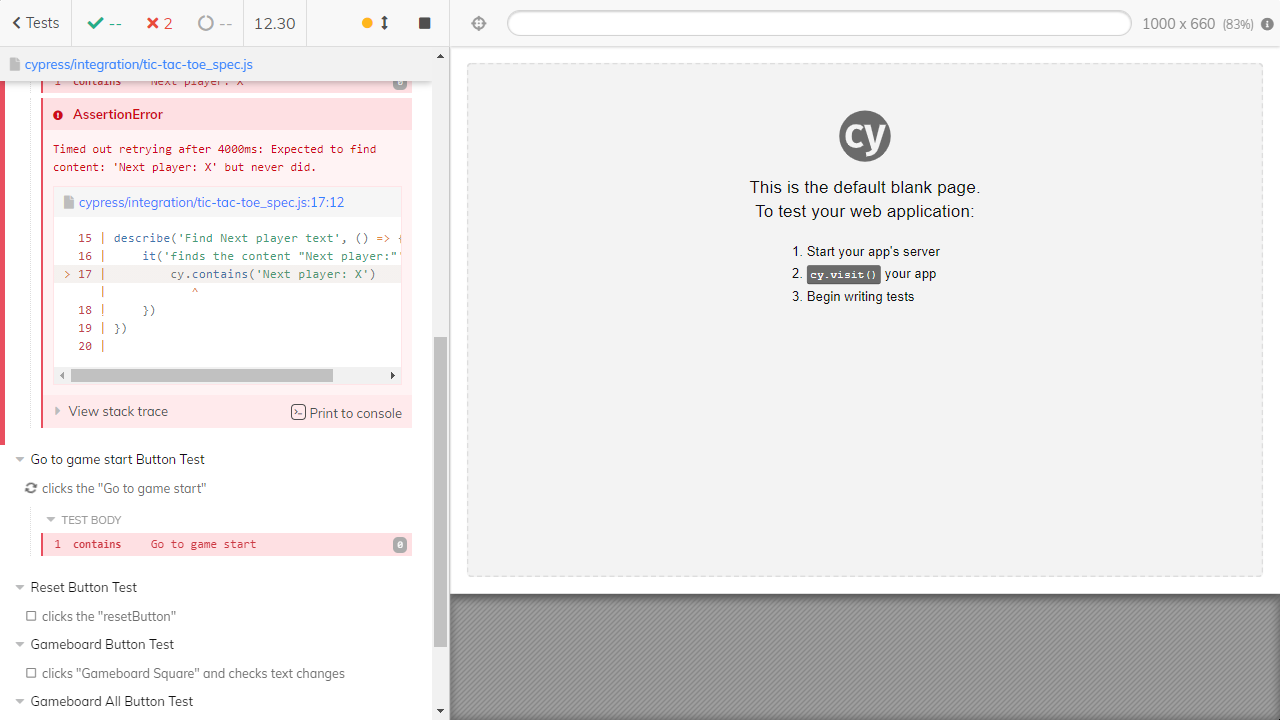 Tests
--
2
--
12.30
1000 x 660 (83%)
cypress/integration/tic-tac-toe_spec.js
1 contains Next player: X 0
AssertionError
Timed out retrying after 4000ms: Expected to find
content: 'Next player: X' but never did.
cypress/integration/tic-tac-toe_spec.js:17:12
15 | describe('Find Next player text', () => {
16 | it('finds the content "Next player:"'
> 17 | cy.contains('Next player: X')
| ^
18 | })
19 | })
20 |
View stack trace
Print to console
Go to game start Button Test
clicks the "Go to game start"
TEST BODY
1 contains Go to game start 0
Reset Button Test
clicks the "resetButton"
Gameboard Button Test
clicks "Gameboard Square" and checks text changes
Gameboard All Button Test
cy
This is the default blank page.
To test your web application:
1. Start your app's server
2. cy.visit() your app
3. Begin writing tests